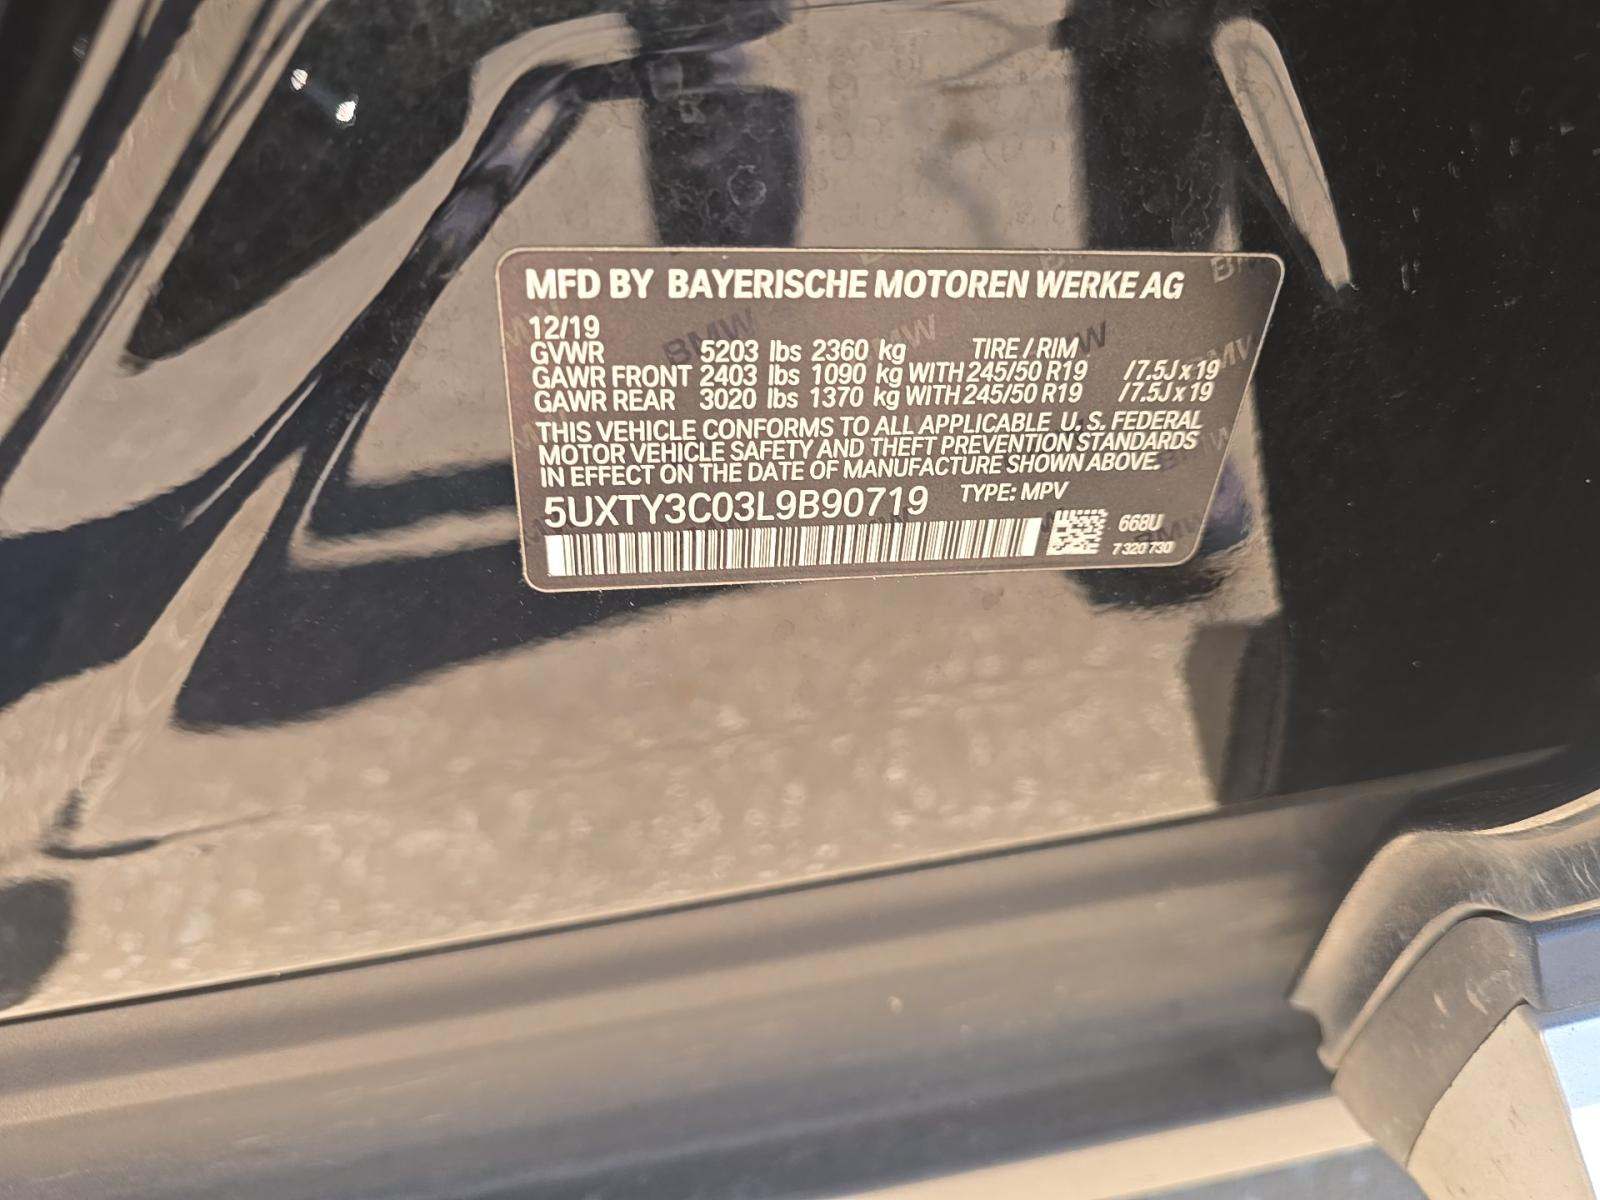 MFD BY BAYERISCHE MOTOREN WERKE AG
12/19
GVWR 5203 lbs 2360 kg TIRE / RIM
GAWR FRONT 2403 lbs 1090 kg WITH 245/50 R19 / 7.5J x 19
GAWR REAR 3020 lbs 1370 kg WITH 245/50 R19 / 7.5J x 19
THIS VEHICLE CONFORMS TO ALL APPLICABLE U. S. FEDERAL
MOTOR VEHICLE SAFETY AND THEFT PREVENTION STANDARDS
IN EFFECT ON THE DATE OF MANUFACTURE SHOWN ABOVE.
5UXTY3C03L9B90719 TYPE: MPV
668U
7 320 730